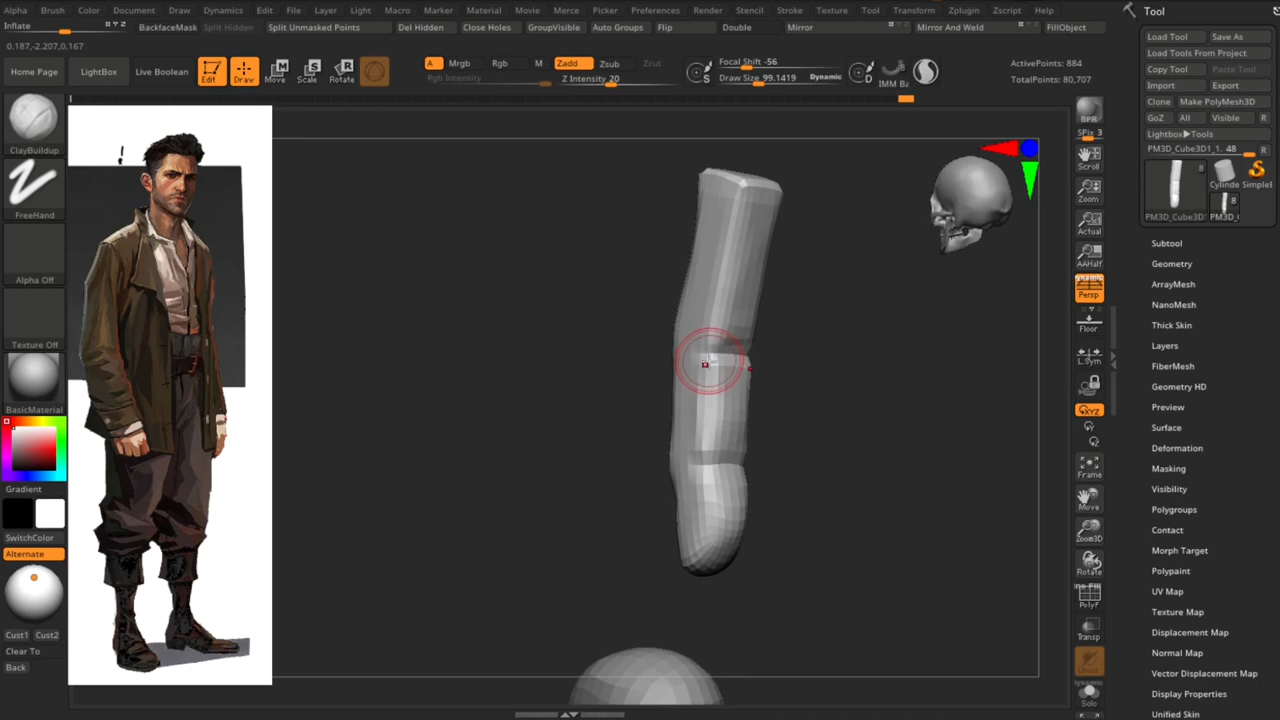 Alpha Brush Color Document Draw Dynamics Edit File Layer Light Macro Marker Material Movie Merce Picker Preferences Render Stencil Stroke Texture Tool Transform Zplugin Zscript Help
Tool
Inflate
BackfaceMask Split Hidden Split Unmasked Points Del Hidden Close Holes GroupVisible Auto Groups Flip Double Mirror Mirror And Weld FillObject
0.187,-2.207,0.167
Home Page LightBox Live Boolean Edit Draw Move Scale Rotate
A Mrgb Rgb M Zadd Zsub Zcut
Rgb Intensity Z Intensity 20
Focal Shift -56
Draw Size 99.1419 Dynamic
IMM Ba
ActivePoints: 884
TotalPoints: 80,707
ClayBuildup
FreeHand
Alpha Off
Texture Off
BasicMaterial
Gradient
SwitchColor
Alternate
Cust1 Cust2
Clear To
Back
BPR
SPix 3
Scroll
Zoom
Actual
AAHalf
Dynamic
Persp
Floor
L.Sym
XYZ
Frame
Move
Zoom3D
Rotate
PolyF
Transp
Dynamic
Solo
Load Tool Save As
Load Tools From Project
Copy Tool Paste Tool
Import Export
Clone Make PolyMesh3D
GoZ All Visible R
Lightbox▶Tools
PM3D_Cube3D1_1. 48 R
8
Cylinde
8
PM3D_Cube3D
Subtool
Geometry
ArrayMesh
NanoMesh
Thick Skin
Layers
FiberMesh
Geometry HD
Preview
Surface
Deformation
Masking
Visibility
Polygroups
Contact
Morph Target
Polypaint
UV Map
Texture Map
Displacement Map
Normal Map
Vector Displacement Map
Display Properties
Unified Skin